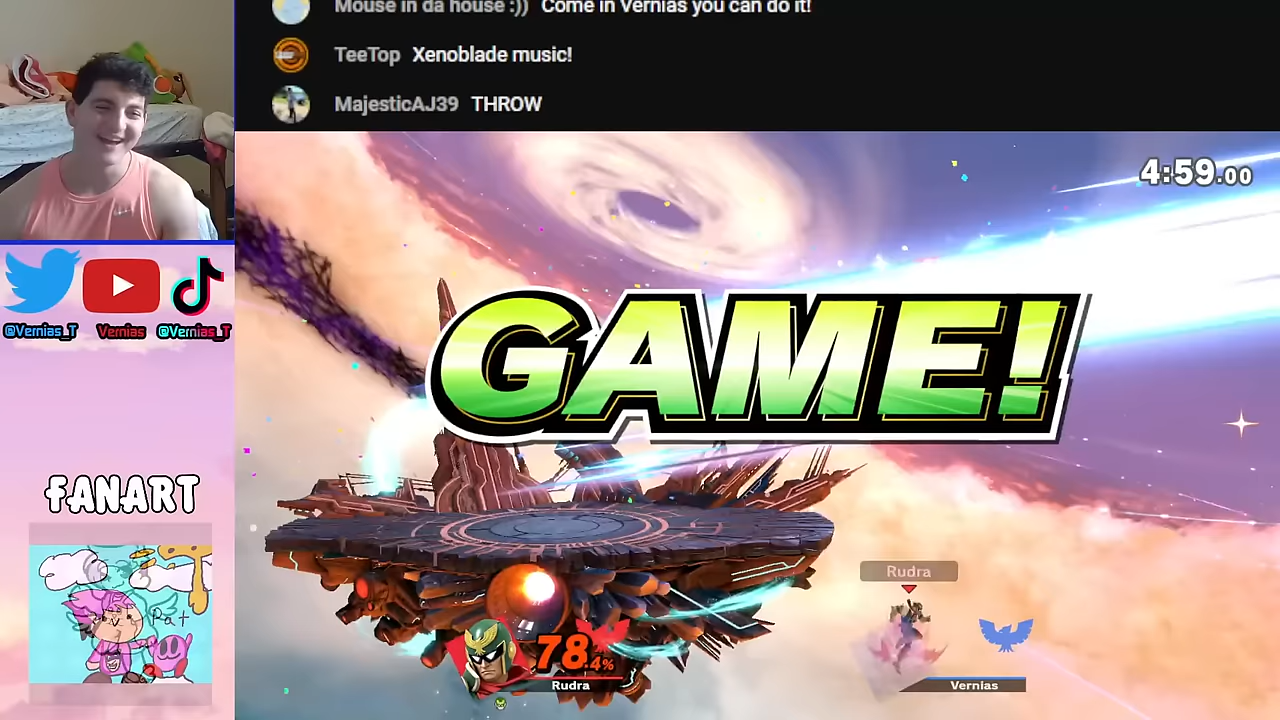 Mouse in da house :)) Come in Vernias you can do it!
TeeTop Xenoblade music!
MajesticAJ39 THROW
4:59.00
GAME!
@Vernias_T Vernias @Vernias_T
FANART
Rat
Rudra
78.4%
Rudra
Vernias